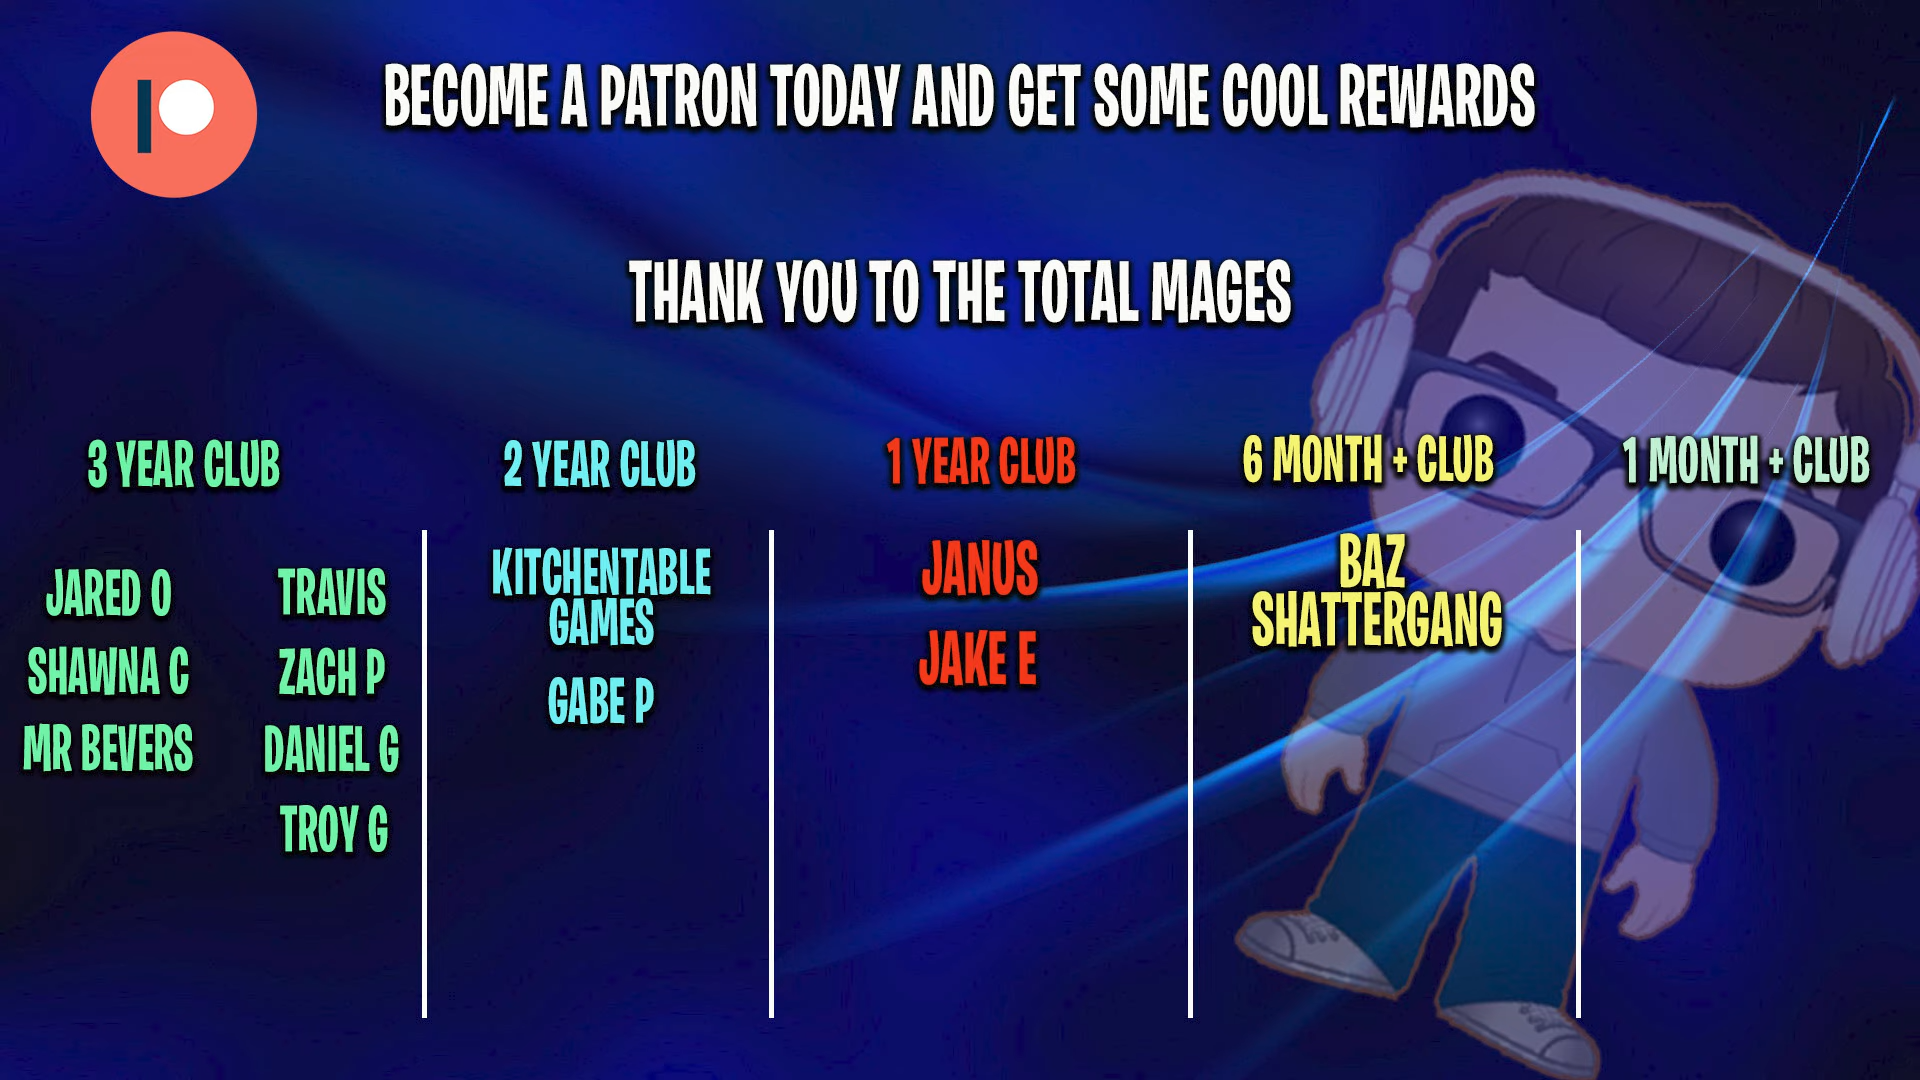 BECOME A PATRON TODAY AND GET SOME COOL REWARDS
THANK YOU TO THE TOTAL MAGES
3 YEAR CLUB
JARED O
SHAWNA C
MR BEVERS
TRAVIS
ZACH P
DANIEL G
TROY G
2 YEAR CLUB
KITCHENTABLE
GAMES
GABE P
1 YEAR CLUB
JANUS
JAKE E
6 MONTH + CLUB
BAZ
SHATTERGANG
1 MONTH + CLUB